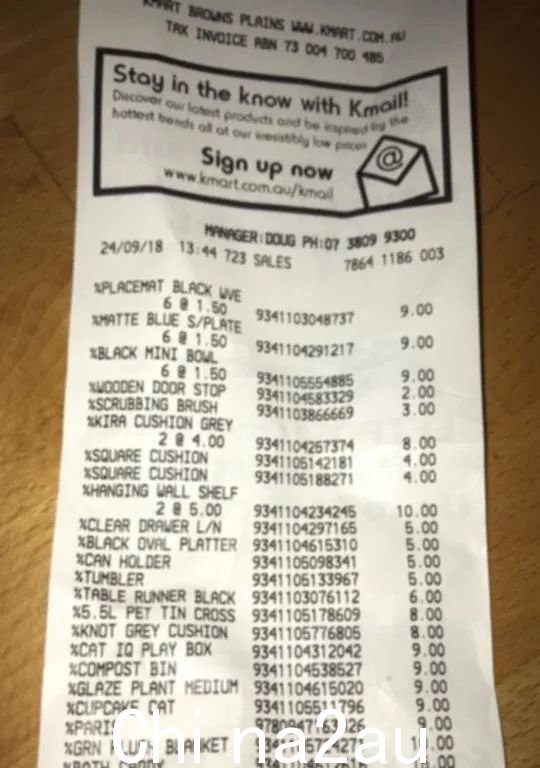 KMART BROWNS PLAINS WWW.KMART.COM.AU
TAX INVOICE ABN 73 004 700 485
Stay in the know with Kmail!
Discover our latest products and be inspired by the
hottest trends all at our irresistibly low prices
Sign up now
www.kmart.com.au/kmail
MANAGER:DOUG PH:07 3809 9300
24/09/18 13:44 723 SALES 7864 1186 003
%PLACEMAT BLACK WVE
6 @ 1.50 9341103048737 9.00
%MATTE BLUE S/PLATE
6 @ 1.50 9341104291217 9.00
%BLACK MINI BOWL
6 @ 1.50 9341105554885 9.00
%WOODEN DOOR STOP 9341104583329 2.00
%SCRUBBING BRUSH 9341103866669 3.00
%KIRA CUSHION GREY
2 @ 4.00 9341104257374 8.00
%SQUARE CUSHION 9341105142181 4.00
%SQUARE CUSHION 9341105188271 4.00
%HANGING WALL SHELF
2 @ 5.00 9341104234245 10.00
%CLEAR DRAWER L/N 9341104297165 5.00
%BLACK OVAL PLATTER 9341104615310 5.00
%CAN HOLDER 9341105098341 5.00
%TUMBLER 9341105133967 5.00
%TABLE RUNNER BLACK 9341103076112 6.00
%5.5L PET TIN CROSS 9341105178609 8.00
%KNOT GREY CUSHION 9341105776805 8.00
%CAT IQ PLAY BOX 9341104312042 9.00
%COMPOST BIN 9341104538527 9.00
%GLAZE PLANT MEDIUM 9341104615020 9.00
%CUPCAKE CAT 9341105511796 9.00
%PARIS 9.00
%GRN PLUSH BLANKET
China2au